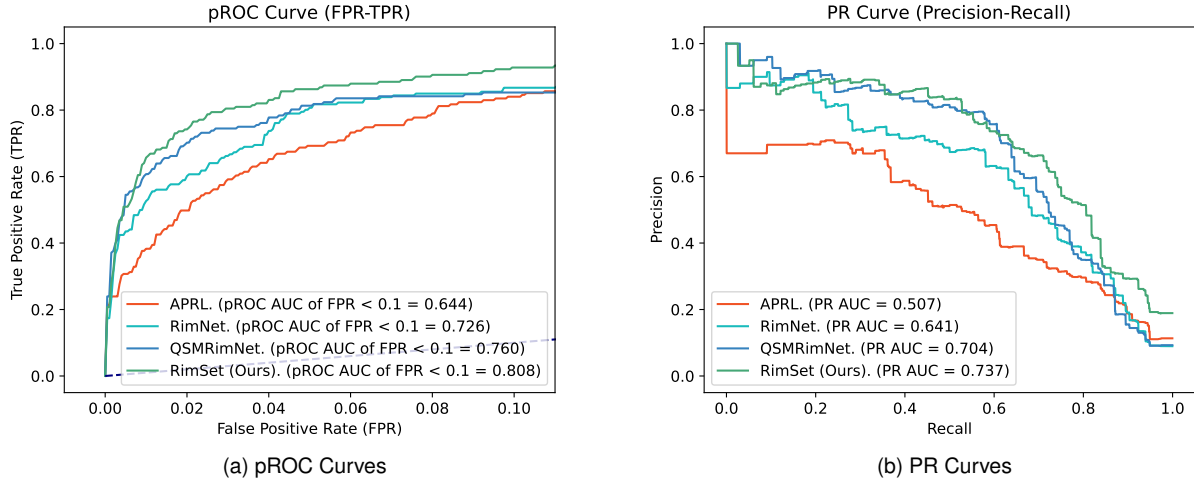 pROC Curve (FPR-TPR)
True Positive Rate (TPR)
1.0
0.8
0.6
0.4
0.2
0.0
APRL. (pROC AUC of FPR < 0.1 = 0.644)
RimNet. (pROC AUC of FPR < 0.1 = 0.726)
QSMRimNet. (pROC AUC of FPR < 0.1 = 0.760)
RimSet (Ours). (pROC AUC of FPR < 0.1 = 0.808)
0.00 0.02 0.04 0.06 0.08 0.10
False Positive Rate (FPR)
(a) pROC Curves
PR Curve (Precision-Recall)
Precision
1.0
0.8
0.6
0.4
0.2
0.0
APRL. (PR AUC = 0.507)
RimNet. (PR AUC = 0.641)
QSMRimNet. (PR AUC = 0.704)
RimSet (Ours). (PR AUC = 0.737)
0.0 0.2 0.4 0.6 0.8 1.0
Recall
(b) PR Curves